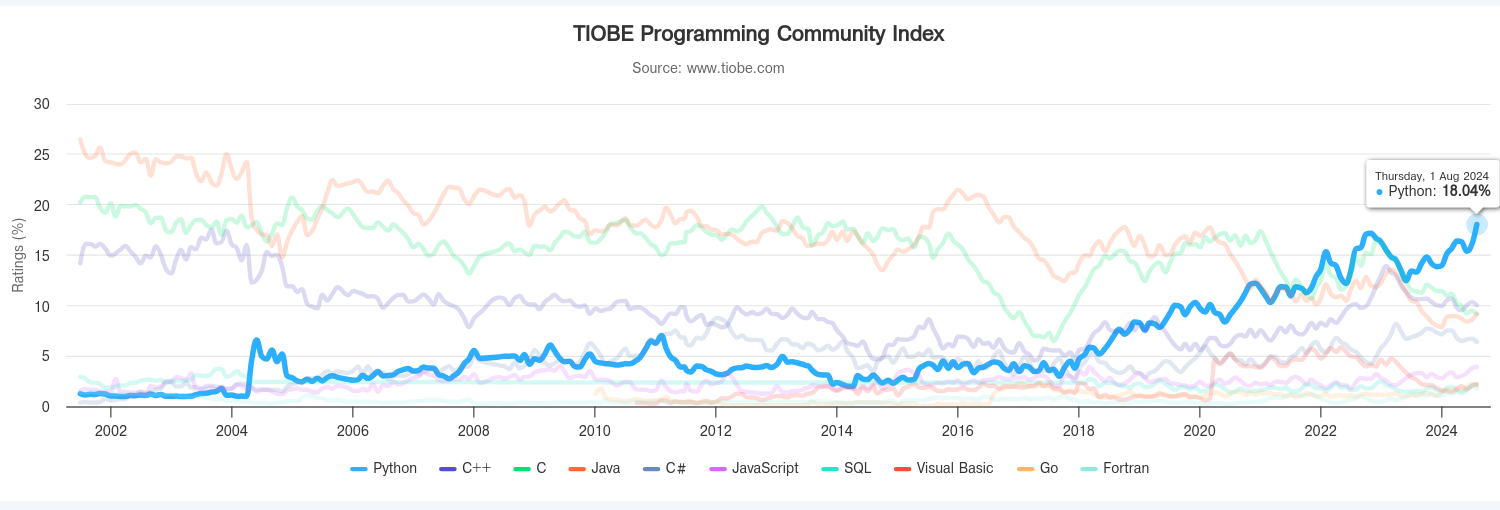 TIOBE Programming Community Index
Source: www.tiobe.com
30
25
20
15
10
5
0
Ratings (%)
Thursday, 1 Aug 2024
Python: 18.04%
2002 2004 2006 2008 2010 2012 2014 2016 2018 2020 2022 2024
Python C++ C Java C# JavaScript SQL Visual Basic Go Fortran